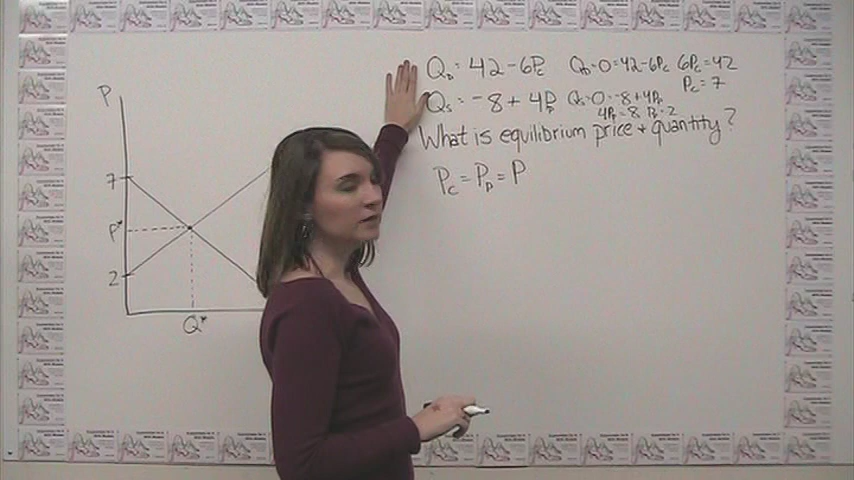 Q_D = 42 - 6P_C Q_D = 0 = 42 - 6P_C 6P_C = 42
P_C = 7
Q_S = -8 + 4P_P Q_S = 0 = -8 + 4P_P
4P_P = 8 P_P = 2
What is equilibrium price + quantity?
P_C = P_P = P
P
7
P*
2
Q*